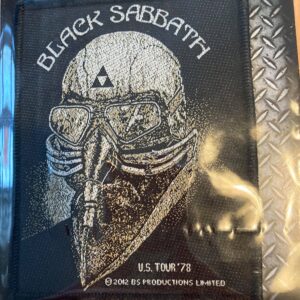 BLACK SABBATH
U.S. TOUR '78
© 2012 BS PRODUCTIONS LIMITED